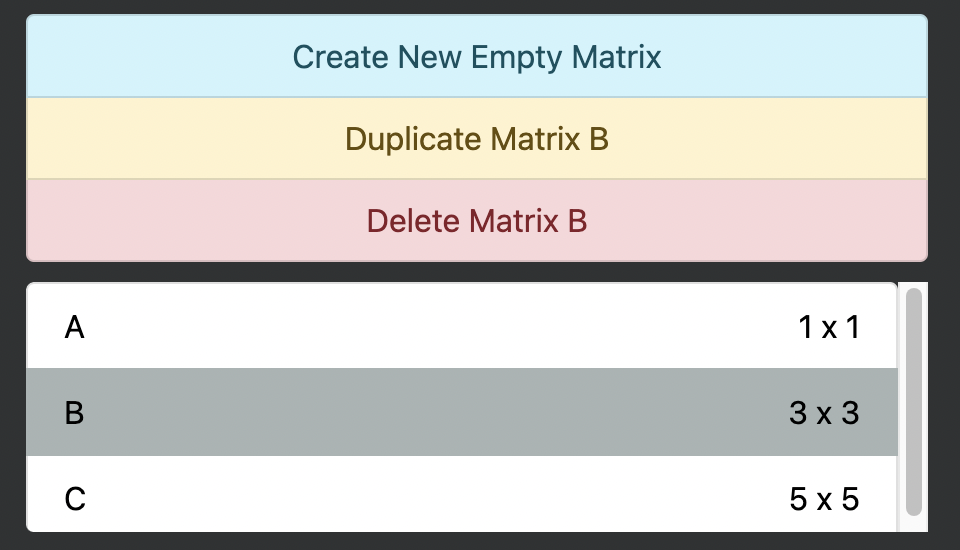 Create New Empty Matrix
Duplicate Matrix B
Delete Matrix B
A 1 x 1
B 3 x 3
C 5 x 5